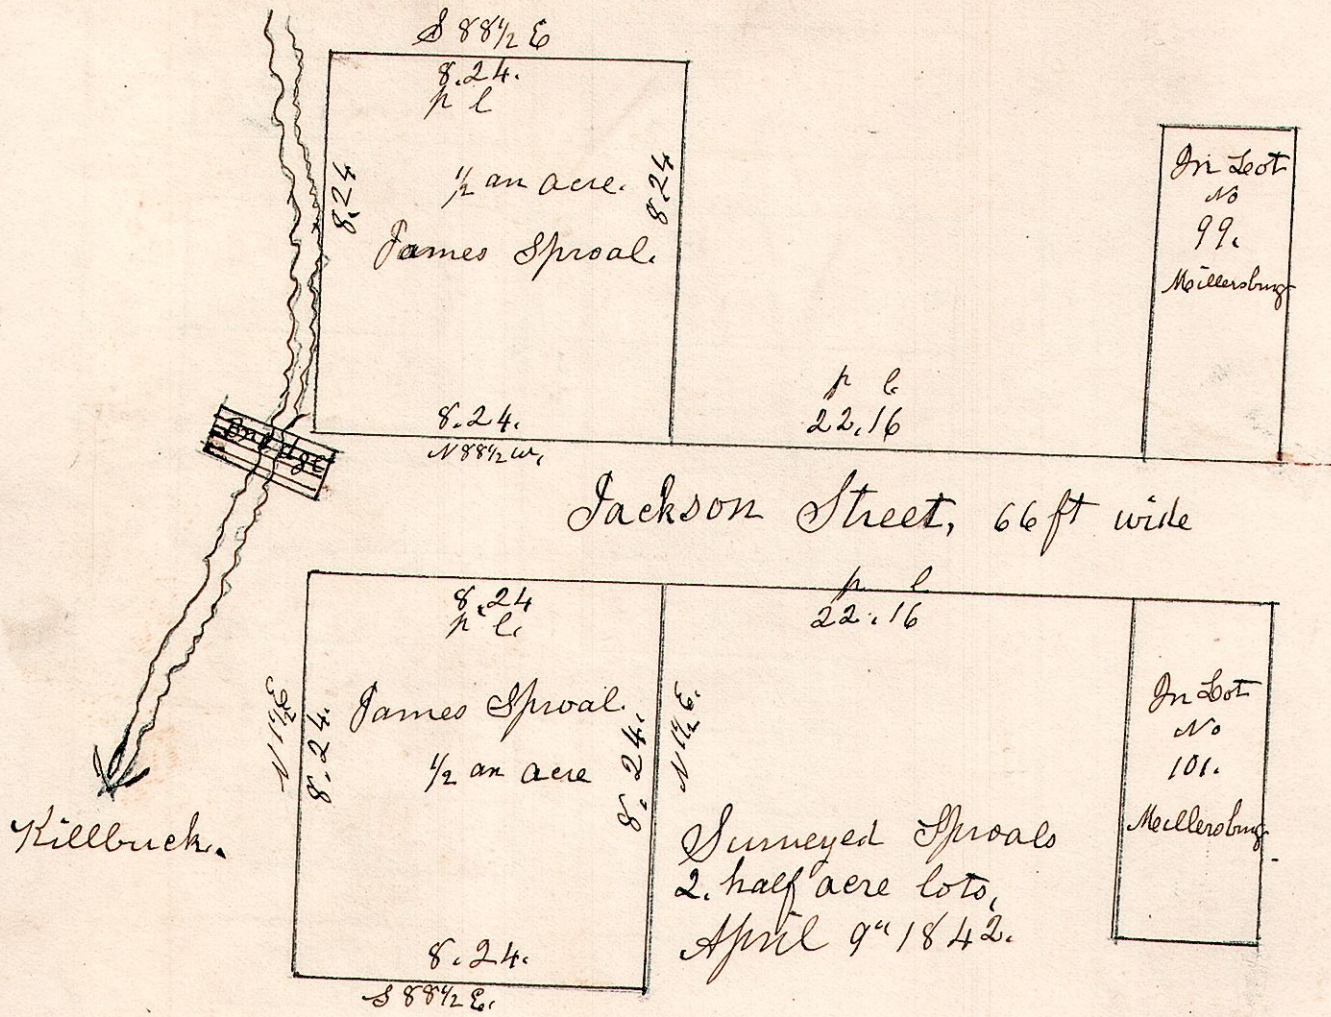 S 88½ E
8.24.
p l
8.24
½ an acre.
8.24
James Sproal.
8.24.
N 88½ W.
p l.
22.16
In Lot
No
99.
Millersburg
Bridge
Jackson Street, 66 ft wide
8.24
p l.
James Sproal.
½ an acre
N 1½ E
8.24.
8.24.
N 1½ E.
8.24.
S 88½ E.
p l
22.16
In Lot
No
101.
Millersburg
Killbuck.
Surveyed Sproals
2. half acre lots,
April 9" 1842.